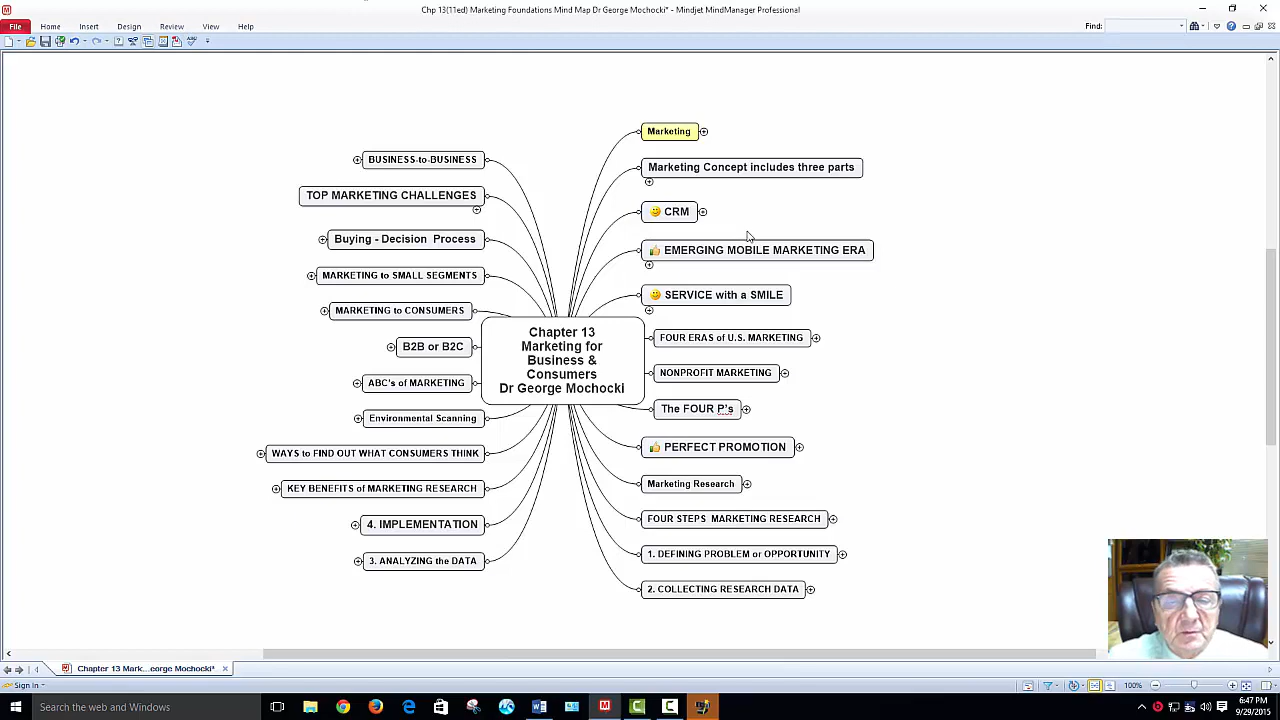 Chp 13(11ed) Marketing Foundations Mind Map Dr George Mochocki* - Mindjet MindManager Professional
File Home Insert Design Review View Help Find:
Marketing
BUSINESS-to-BUSINESS
Marketing Concept includes three parts
TOP MARKETING CHALLENGES
CRM
Buying - Decision Process
EMERGING MOBILE MARKETING ERA
MARKETING to SMALL SEGMENTS
SERVICE with a SMILE
MARKETING to CONSUMERS
Chapter 13
Marketing for
Business &
Consumers
Dr George Mochocki
FOUR ERAS of U.S. MARKETING
B2B or B2C
NONPROFIT MARKETING
ABC's of MARKETING
The FOUR P's
Environmental Scanning
PERFECT PROMOTION
WAYS to FIND OUT WHAT CONSUMERS THINK
Marketing Research
KEY BENEFITS of MARKETING RESEARCH
FOUR STEPS MARKETING RESEARCH
4. IMPLEMENTATION
1. DEFINING PROBLEM or OPPORTUNITY
3. ANALYZING the DATA
2. COLLECTING RESEARCH DATA
Chapter 13 Mark...eorge Mochocki*
Sign In
100%
Search the web and Windows
6:47 PM
9/29/2015